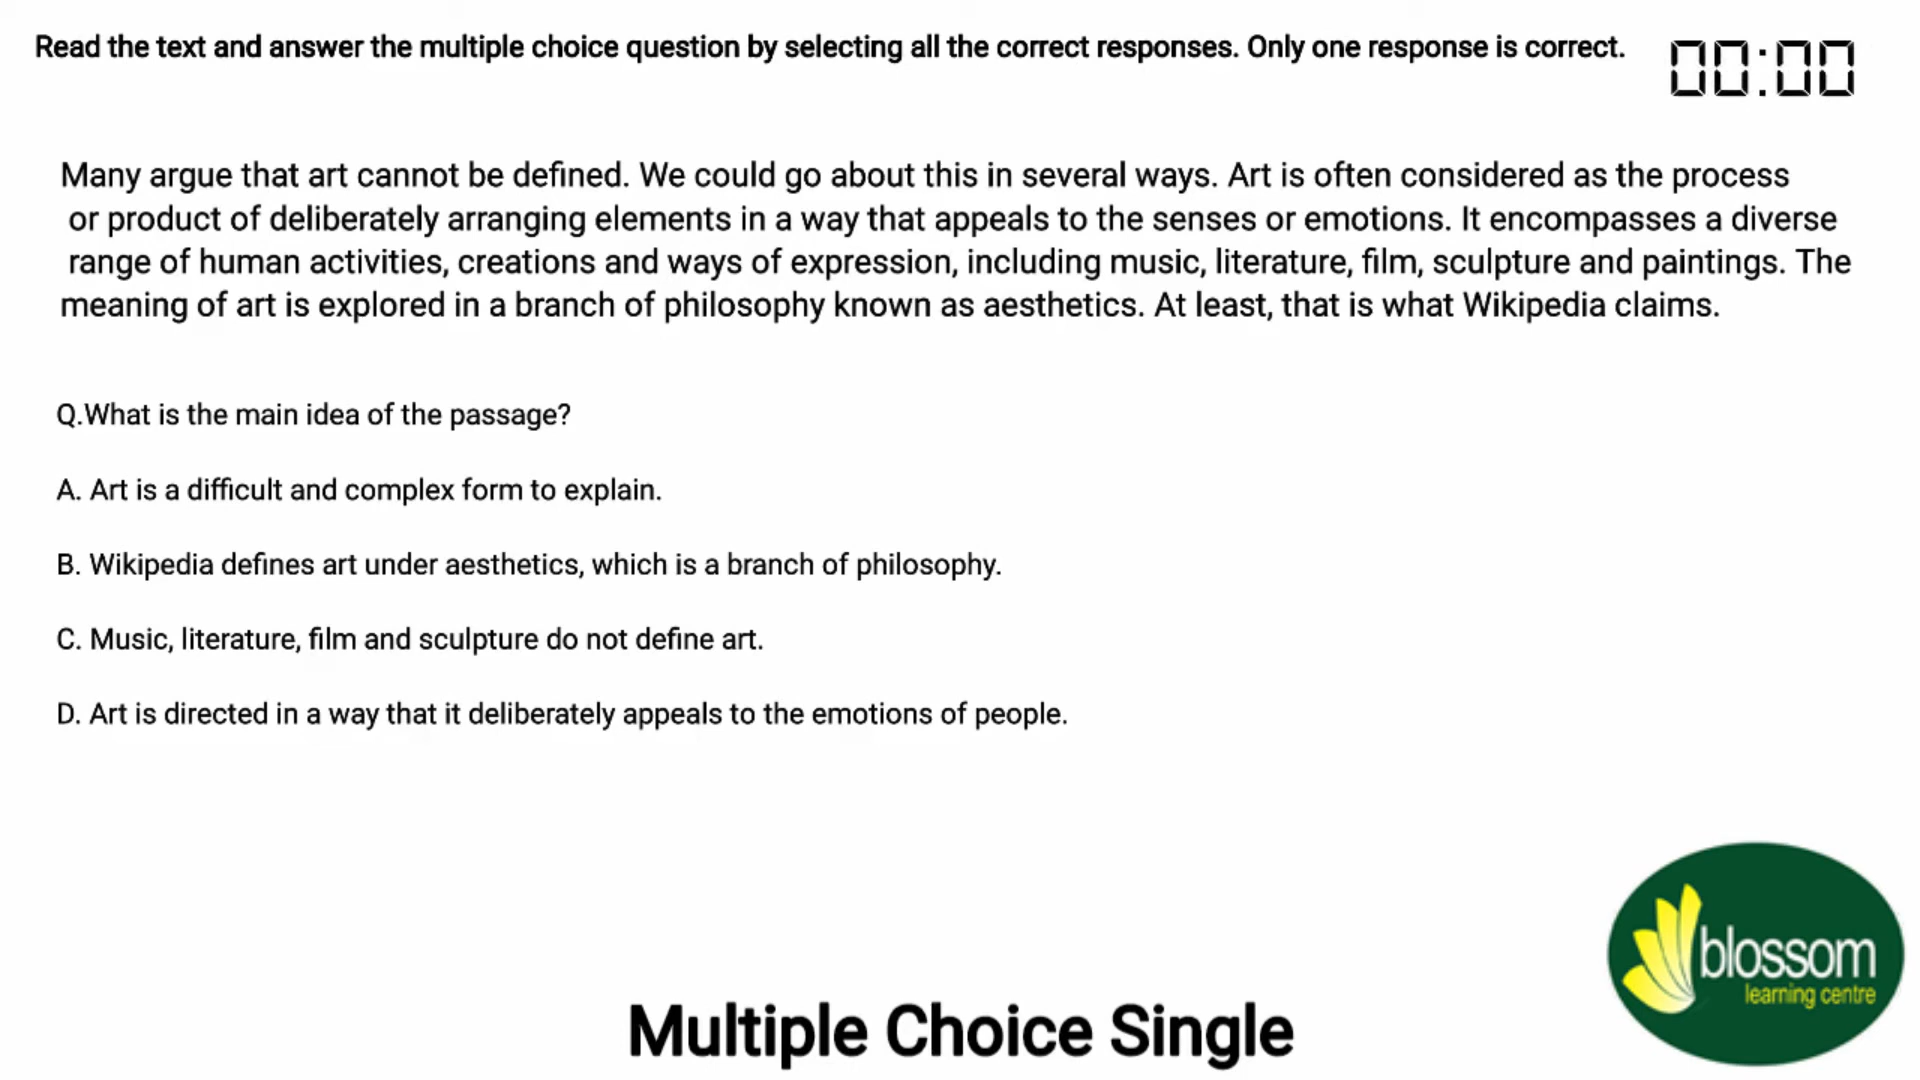 Read the text and answer the multiple choice question by selecting all the correct responses. Only one response is correct.
00:00
Many argue that art cannot be defined. We could go about this in several ways. Art is often considered as the process
or product of deliberately arranging elements in a way that appeals to the senses or emotions. It encompasses a diverse
range of human activities, creations and ways of expression, including music, literature, film, sculpture and paintings. The
meaning of art is explored in a branch of philosophy known as aesthetics. At least, that is what Wikipedia claims.
Q.What is the main idea of the passage?
A. Art is a difficult and complex form to explain.
B. Wikipedia defines art under aesthetics, which is a branch of philosophy.
C. Music, literature, film and sculpture do not define art.
D. Art is directed in a way that it deliberately appeals to the emotions of people.
blossom
learning centre
Multiple Choice Single